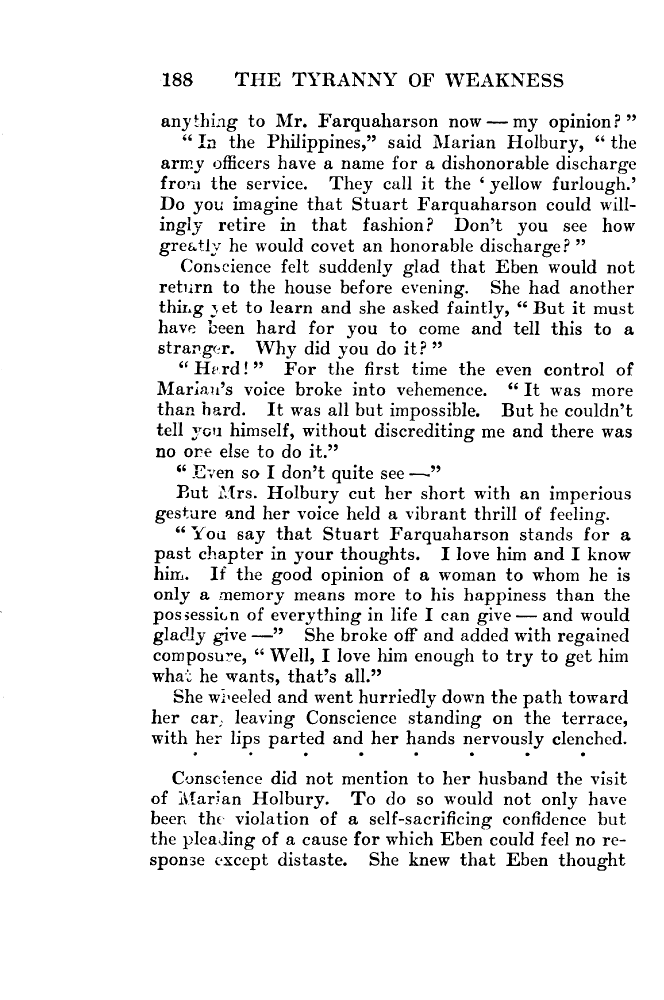 188 THE TYRANNY OF WEAKNESS
anything to Mr. Farquaharson now — my opinion?”
“In the Philippines,” said Marian Holbury, “the
army officers have a name for a dishonorable discharge
from the service. They call it the ‘yellow furlough.’
Do you imagine that Stuart Farquaharson could will-
ingly retire in that fashion? Don’t you see how
greatly he would covet an honorable discharge?”
Conscience felt suddenly glad that Eben would not
return to the house before evening. She had another
thing yet to learn and she asked faintly, “But it must
have been hard for you to come and tell this to a
stranger. Why did you do it?”
“Hard!” For the first time the even control of
Marian’s voice broke into vehemence. “It was more
than hard. It was all but impossible. But he couldn’t
tell you himself, without discrediting me and there was
no one else to do it.”
“Even so I don’t quite see —”
But Mrs. Holbury cut her short with an imperious
gesture and her voice held a vibrant thrill of feeling.
“You say that Stuart Farquaharson stands for a
past chapter in your thoughts. I love him and I know
him. If the good opinion of a woman to whom he is
only a memory means more to his happiness than the
possession of everything in life I can give — and would
gladly give —” She broke off and added with regained
composure, “Well, I love him enough to try to get him
what he wants, that’s all.”
She wheeled and went hurriedly down the path toward
her car, leaving Conscience standing on the terrace,
with her lips parted and her hands nervously clenched.
. . . . . . . .
Conscience did not mention to her husband the visit
of Marian Holbury. To do so would not only have
been the violation of a self-sacrificing confidence but
the pleading of a cause for which Eben could feel no re-
sponse except distaste. She knew that Eben thought